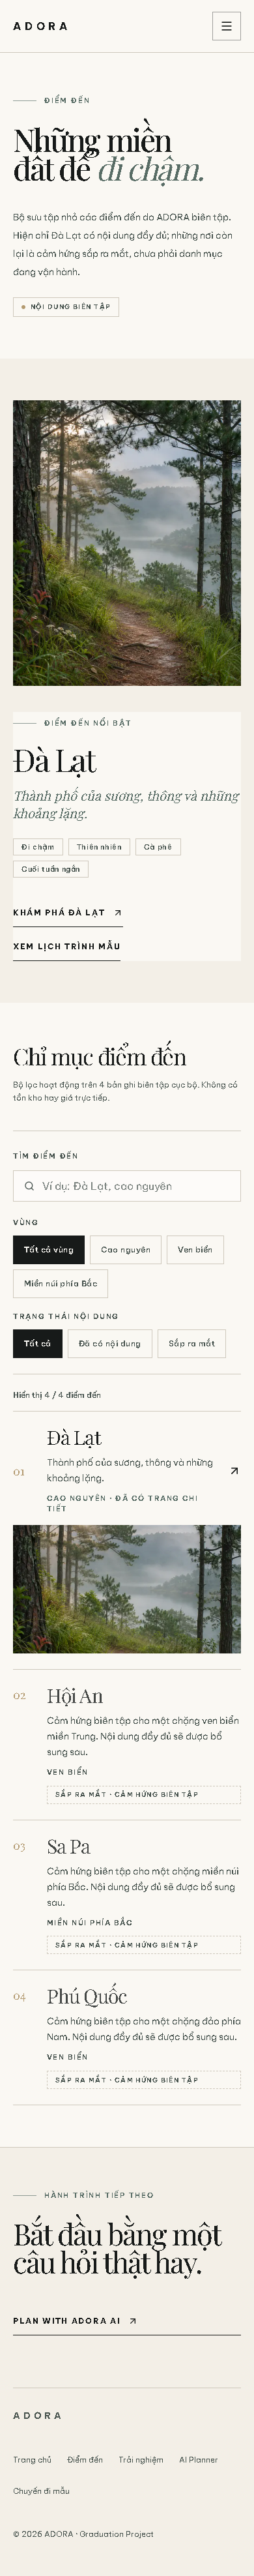 ADORA
ĐIỂM ĐẾN
Những miền
đất để đi chậm.
Bộ sưu tập nhỏ các điểm đến do ADORA biên tập.
Hiện chỉ Đà Lạt có nội dung đầy đủ; những nơi còn
lại là cảm hứng sắp ra mắt, chưa phải danh mục
đang vận hành.
NỘI DUNG BIÊN TẬP
ĐIỂM ĐẾN NỔI BẬT
Đà Lạt
Thành phố của sương, thông và những
khoảng lặng.
Đi chậm
Thiên nhiên
Cà phê
Cuối tuần ngắn
KHÁM PHÁ ĐÀ LẠT
XEM LỊCH TRÌNH MẪU
Chỉ mục điểm đến
Bộ lọc hoạt động trên 4 bản ghi biên tập cục bộ. Không có
tồn kho hay giá trực tiếp.
TÌM ĐIỂM ĐẾN
Ví dụ: Đà Lạt, cao nguyên
VÙNG
Tất cả vùng
Cao nguyên
Ven biển
Miền núi phía Bắc
TRẠNG THÁI NỘI DUNG
Tất cả
Đã có nội dung
Sắp ra mắt
Hiển thị 4 / 4 điểm đến
01
Đà Lạt
Thành phố của sương, thông và những
khoảng lặng.
CAO NGUYÊN · ĐÃ CÓ TRANG CHI
TIẾT
02
Hội An
Cảm hứng biên tập cho một chặng ven biển
miền Trung. Nội dung đầy đủ sẽ được bổ
sung sau.
VEN BIỂN
SẮP RA MẮT · CẢM HỨNG BIÊN TẬP
03
Sa Pa
Cảm hứng biên tập cho một chặng miền núi
phía Bắc. Nội dung đầy đủ sẽ được bổ sung
sau.
MIỀN NÚI PHÍA BẮC
SẮP RA MẮT · CẢM HỨNG BIÊN TẬP
04
Phú Quốc
Cảm hứng biên tập cho một chặng đảo phía
Nam. Nội dung đầy đủ sẽ được bổ sung sau.
VEN BIỂN
SẮP RA MẮT · CẢM HỨNG BIÊN TẬP
HÀNH TRÌNH TIẾP THEO
Bắt đầu bằng một
câu hỏi thật hay.
PLAN WITH ADORA AI
ADORA
Trang chủ
Điểm đến
Trải nghiệm
AI Planner
Chuyến đi mẫu
© 2026 ADORA · Graduation Project